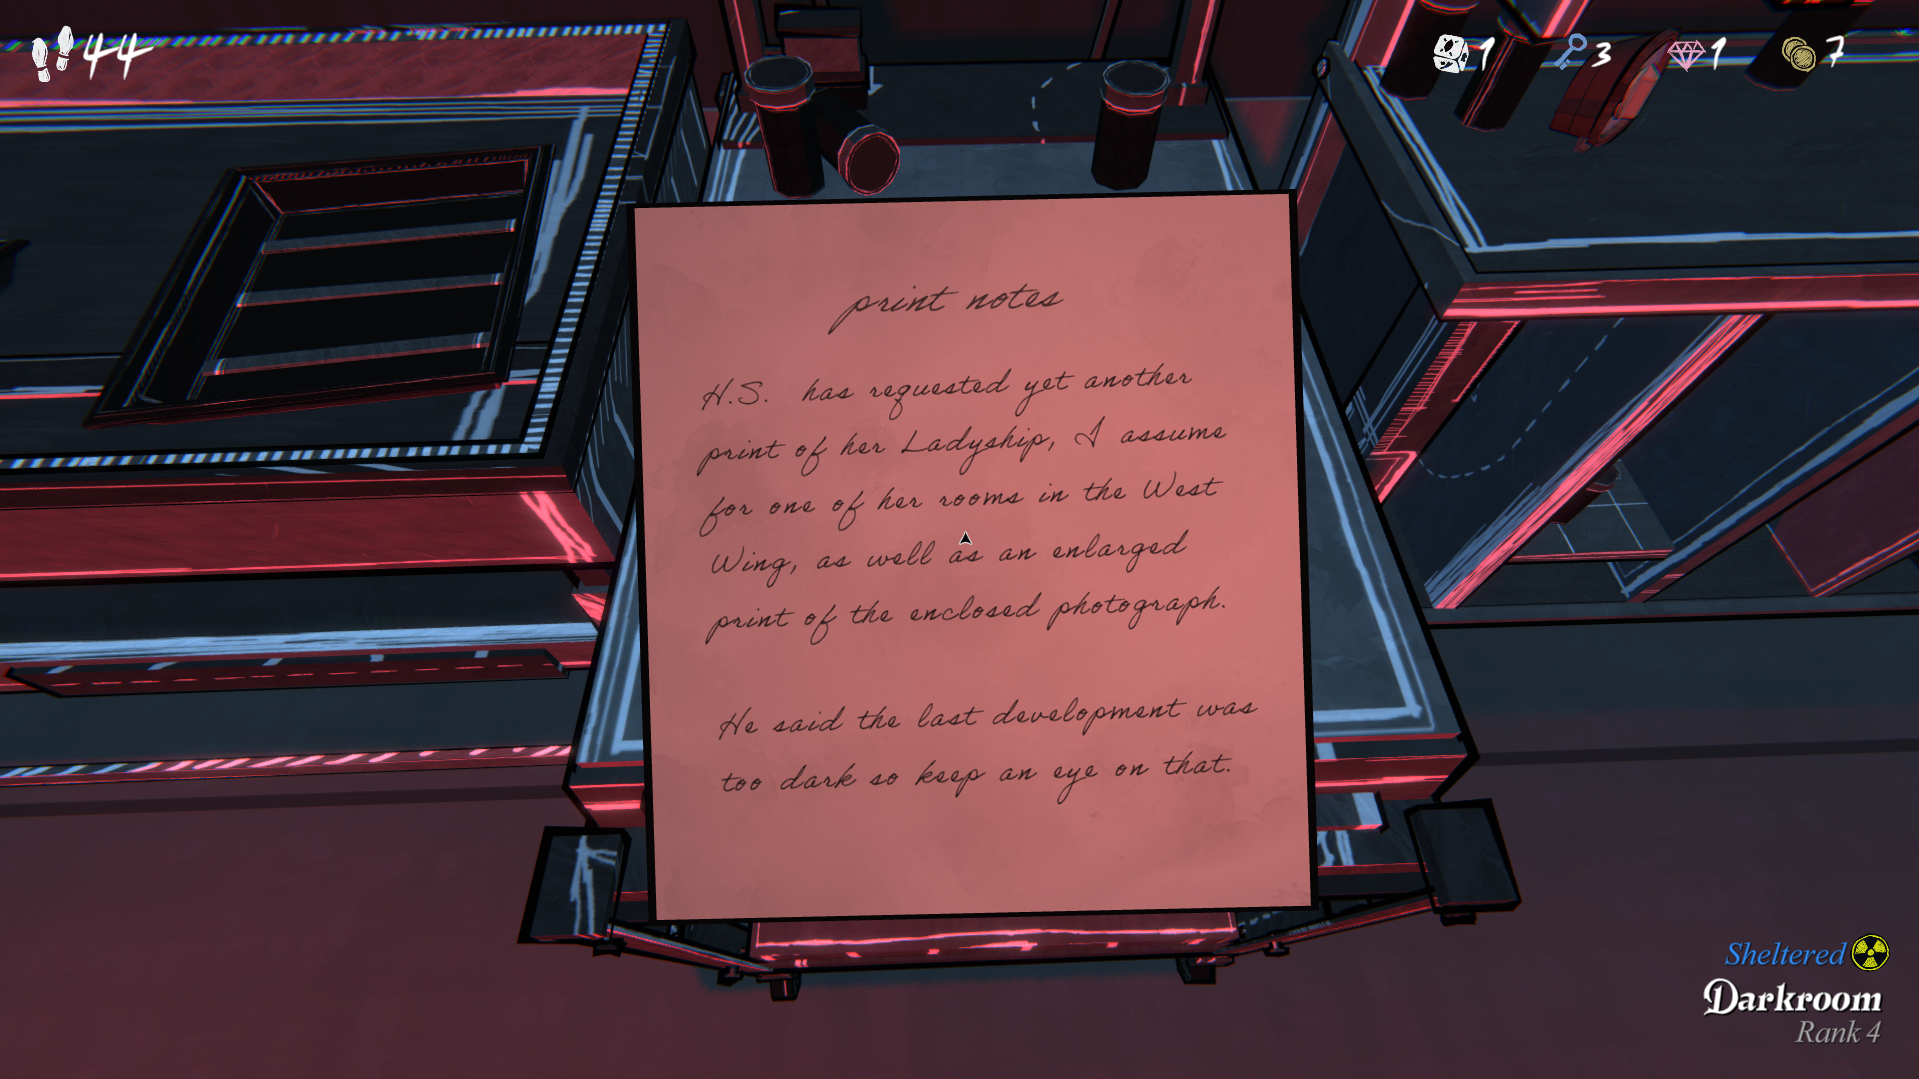 44
1
3
1
7
print notes
H.S. has requested yet another
print of her Ladyship, I assume
for one of her rooms in the West
Wing, as well as an enlarged
print of the enclosed photograph.
He said the last development was
too dark so keep an eye on that.
Sheltered
Darkroom
Rank 4